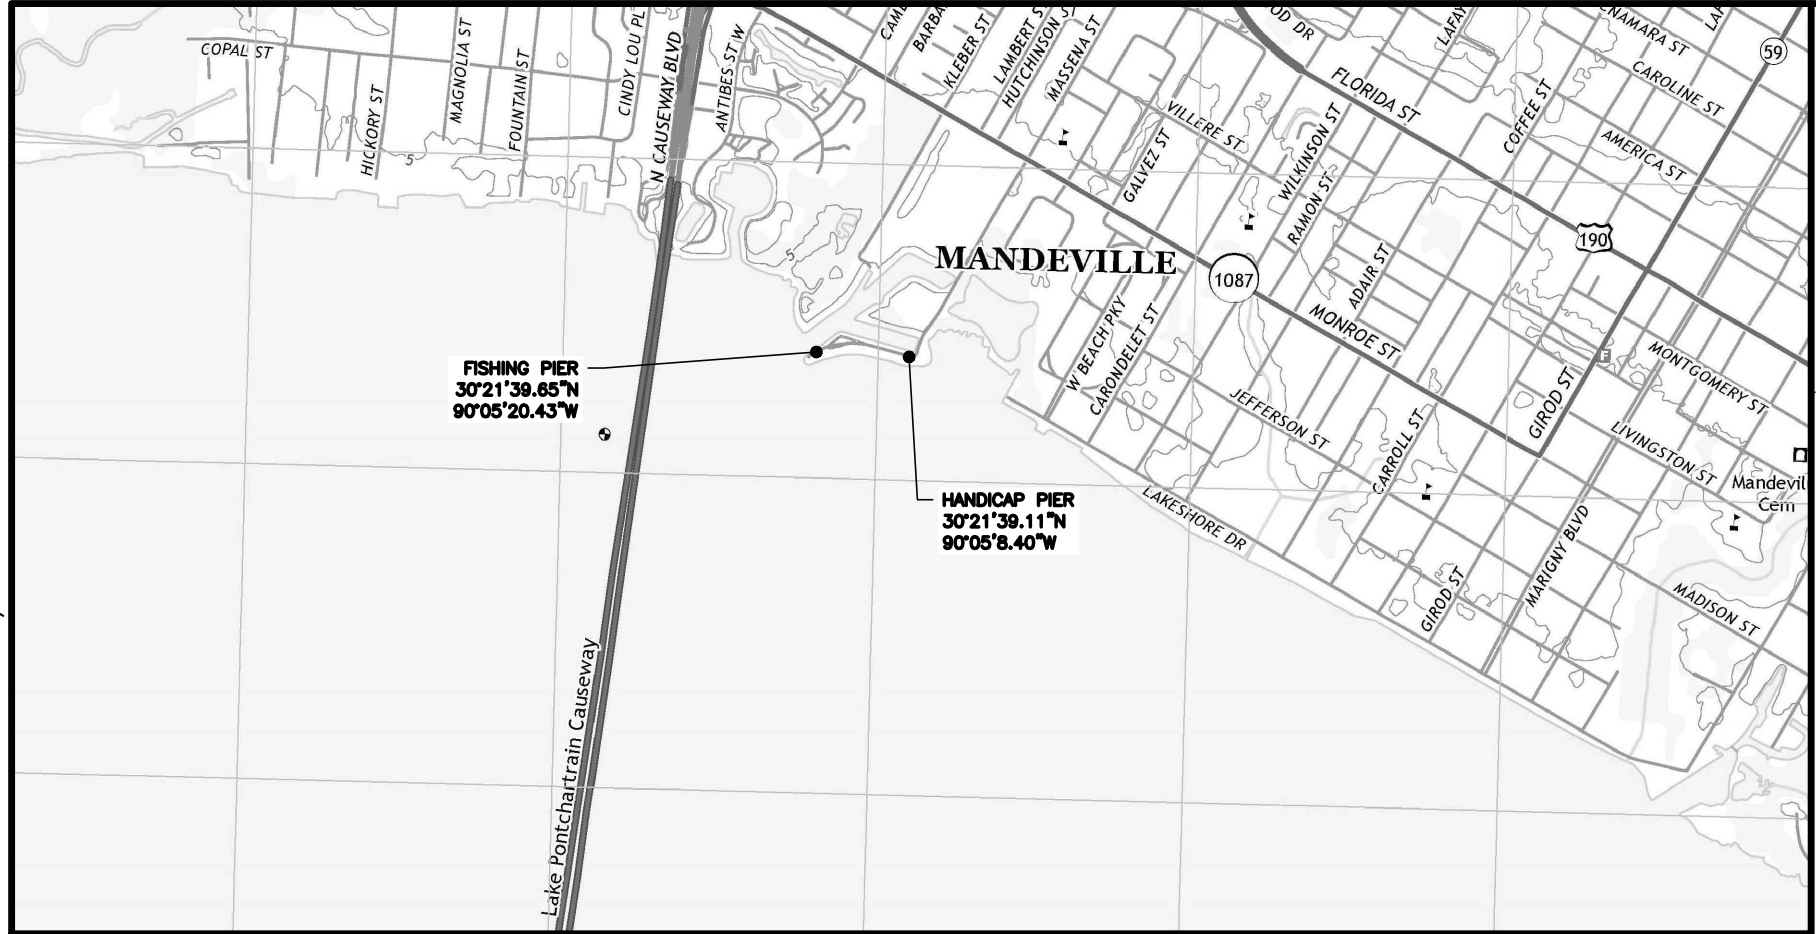 COPAL ST
HICKORY ST
MAGNOLIA ST
FOUNTAIN ST
CINDY LOU PL
N CAUSEWAY BLVD
ANTIBES ST W
KLEBER ST
LAMBERT S
HUTCHINSON S
MASSENA ST
VILLERE ST
GALVEZ ST
WILKINSON ST
RAMON ST
FLORIDA ST
COFFEE ST
CAROLINE ST
AMERICA ST
59
190
5
5
MANDEVILLE
1087
ADAIR ST
MONROE ST
W BEACH PKY
CARONDELET ST
JEFFERSON ST
CARROLL ST
GIROD ST
MONTGOMERY ST
LIVINGSTON ST
F
Mandevil
Cem
FISHING PIER
30°21'39.65"N
90°05'20.43"W
HANDICAP PIER
30°21'39.11"N
90°05'8.40"W
LAKESHORE DR
GIROD ST
MARIGNY BLVD
MADISON ST
Lake Pontchartrain Causeway